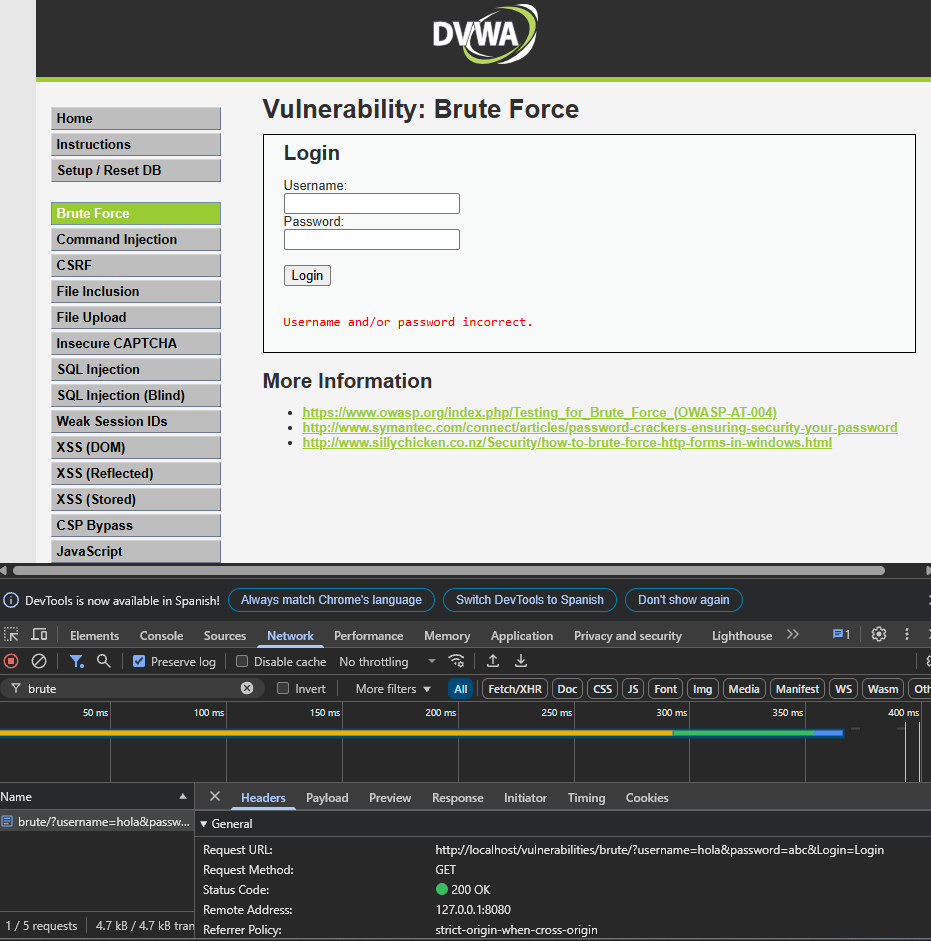 DVWA
Vulnerability: Brute Force
Home
Instructions
Setup / Reset DB
Brute Force
Command Injection
CSRF
File Inclusion
File Upload
Insecure CAPTCHA
SQL Injection
SQL Injection (Blind)
Weak Session IDs
XSS (DOM)
XSS (Reflected)
XSS (Stored)
CSP Bypass
JavaScript
Login
Username:
Password:
Login
Username and/or password incorrect.
More Information
https://www.owasp.org/index.php/Testing_for_Brute_Force_(OWASP-AT-004)
http://www.symantec.com/connect/articles/password-crackers-ensuring-security-your-password
http://www.sillychicken.co.nz/Security/how-to-brute-force-http-forms-in-windows.html
DevTools is now available in Spanish! Always match Chrome's language Switch DevTools to Spanish Don't show again
Elements Console Sources Network Performance Memory Application Privacy and security Lighthouse 1
Preserve log Disable cache No throttling
brute Invert More filters All Fetch/XHR Doc CSS JS Font Img Media Manifest WS Wasm Oth
50 ms 100 ms 150 ms 200 ms 250 ms 300 ms 350 ms 400 ms
Name Headers Payload Preview Response Initiator Timing Cookies
brute/?username=hola&passw...
General
Request URL: http://localhost/vulnerabilities/brute/?username=hola&password=abc&Login=Login
Request Method: GET
Status Code: 200 OK
Remote Address: 127.0.0.1:8080
Referrer Policy: strict-origin-when-cross-origin
1 / 5 requests 4.7 kB / 4.7 kB tran